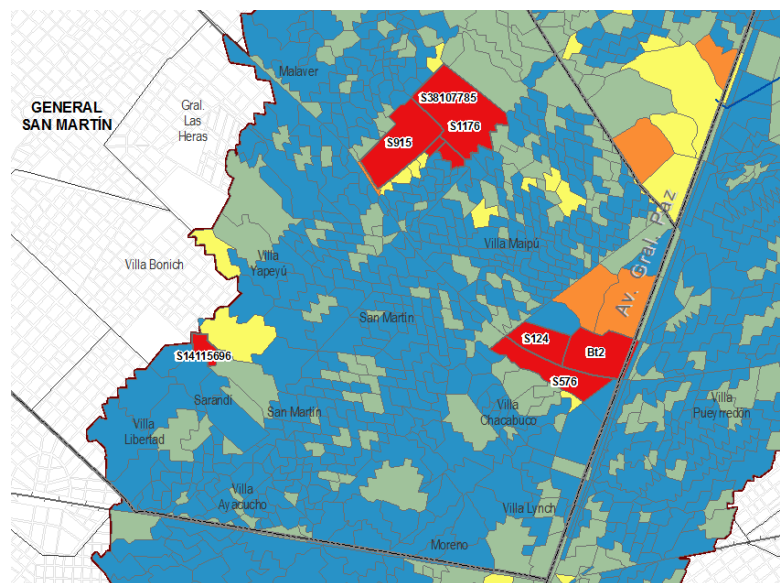 Malaver
S38107785
GENERAL
SAN MARTÍN
Gral.
Las
Heras
S1176
S915
Av. Gral. Paz
Villa Maipú
Villa
Yapeyú
Villa Bonich
San Martín
S124
Bt2
S14115696
S576
Sarandí
San Martín
Villa
Chacabuco
Villa
Pueyrredón
Villa
Libertad
Villa
Ayacucho
Villa Lynch
Moreno